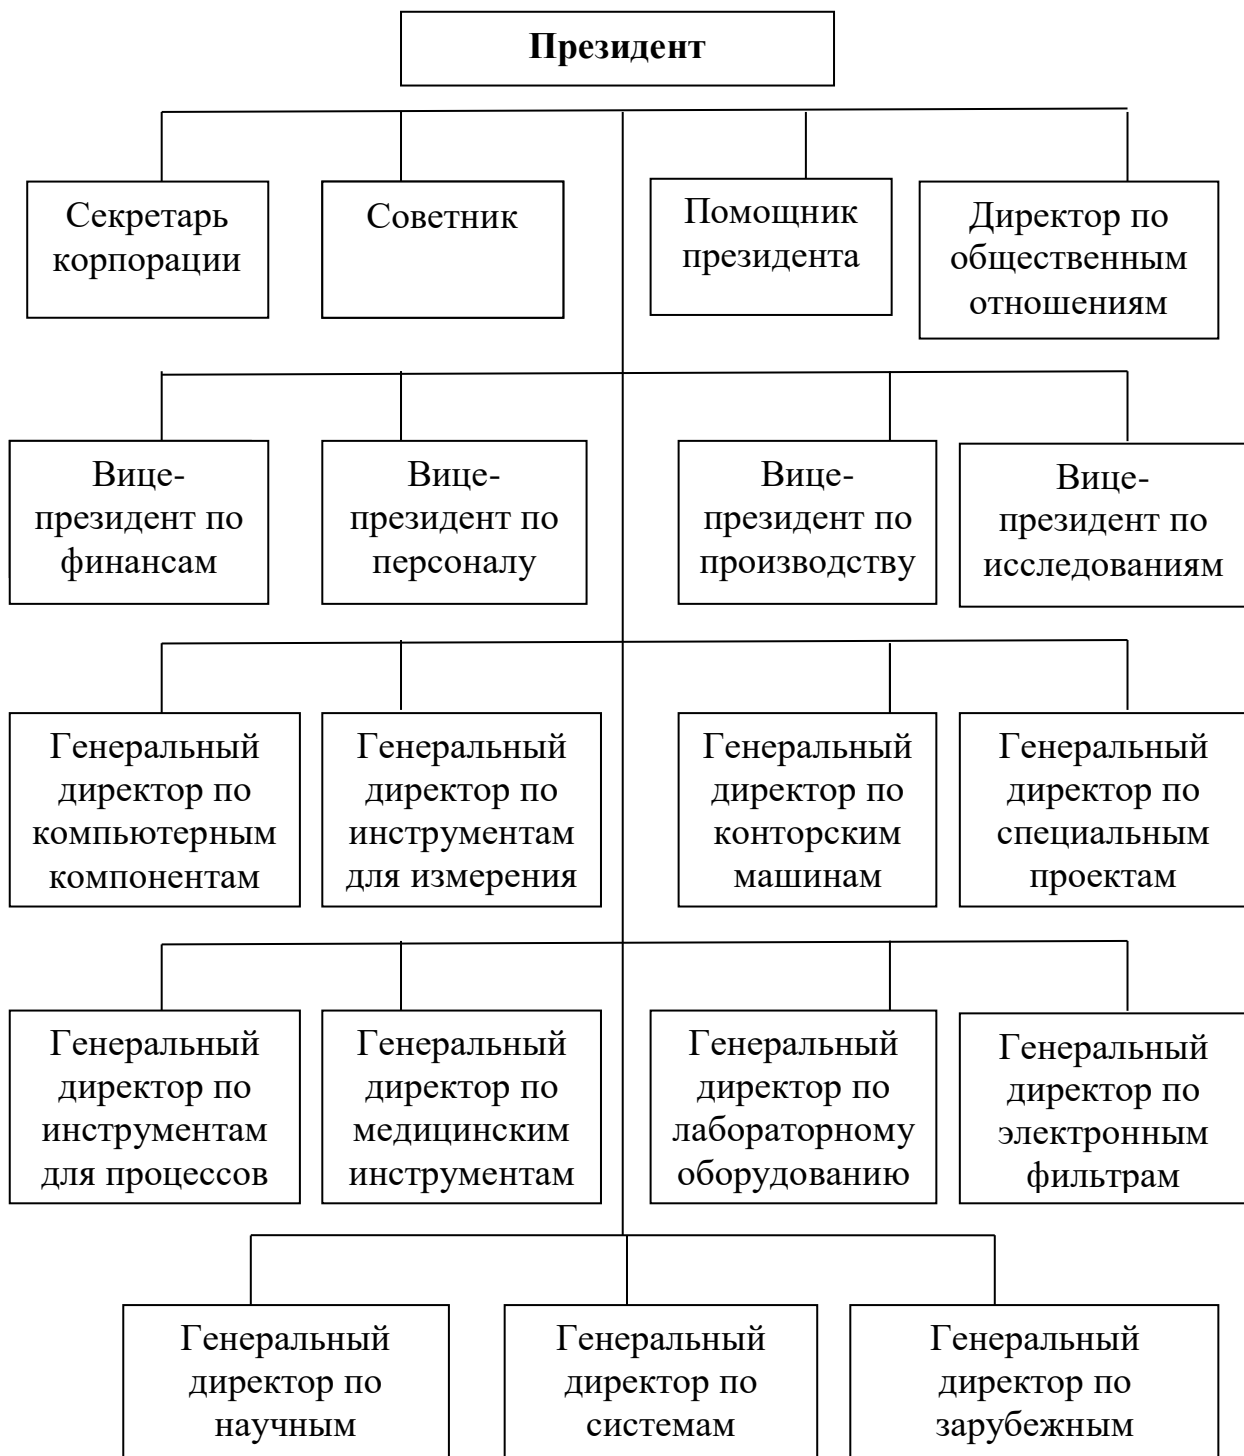 Президент
Секретарь
корпорации
Советник
Помощник
президента
Директор по
общественным
отношениям
Вице-
президент по
финансам
Вице-
президент по
персоналу
Вице-
президент по
производству
Вице-
президент по
исследованиям
Генеральный
директор по
компьютерным
компонентам
Генеральный
директор по
инструментам
для измерения
Генеральный
директор по
конторским
машинам
Генеральный
директор по
специальным
проектам
Генеральный
директор по
инструментам
для процессов
Генеральный
директор по
медицинским
инструментам
Генеральный
директор по
лабораторному
оборудованию
Генеральный
директор по
электронным
фильтрам
Генеральный
директор по
научным
Генеральный
директор по
системам
Генеральный
директор по
зарубежным